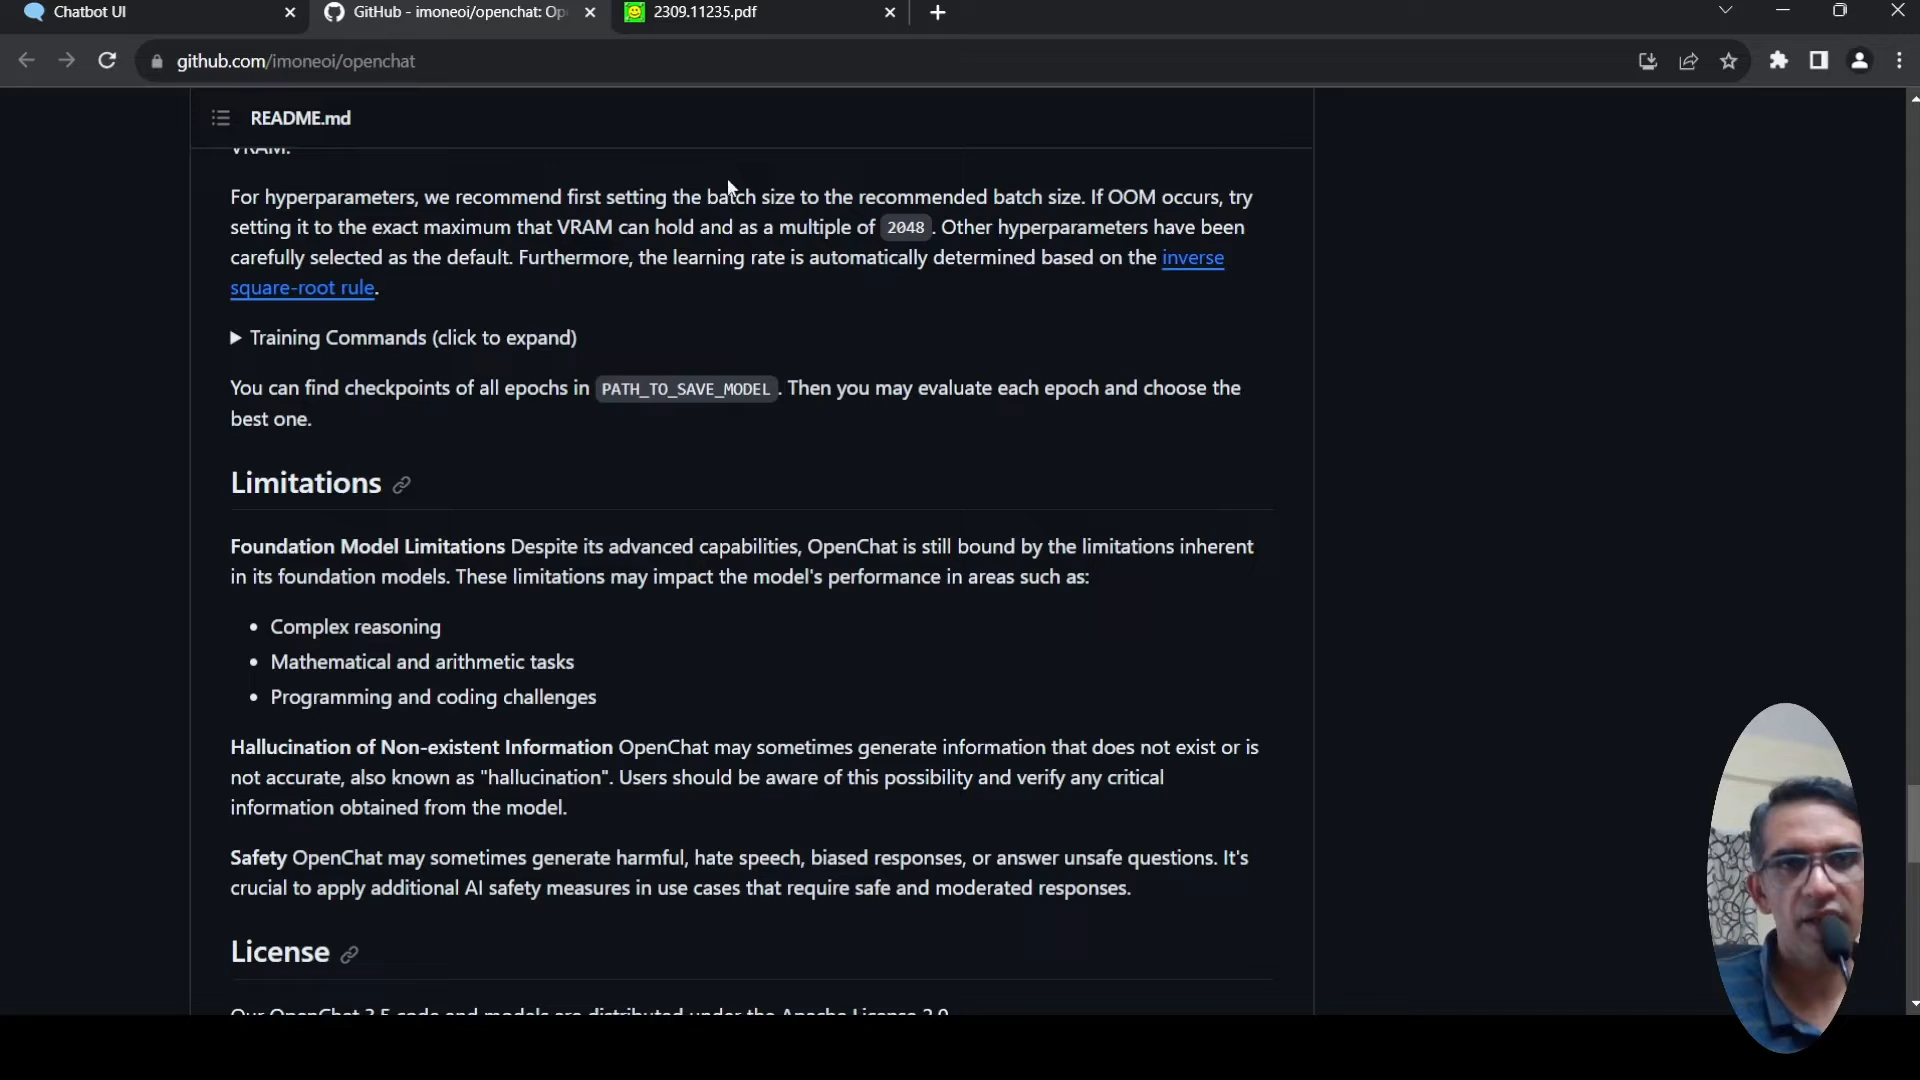 Chatbot UI
GitHub - imoneoi/openchat: Op
2309.11235.pdf
github.com/imoneoi/openchat
README.md
VRAM.
For hyperparameters, we recommend first setting the batch size to the recommended batch size. If OOM occurs, try
setting it to the exact maximum that VRAM can hold and as a multiple of 2048. Other hyperparameters have been
carefully selected as the default. Furthermore, the learning rate is automatically determined based on the inverse
square-root rule.
Training Commands (click to expand)
You can find checkpoints of all epochs in PATH_TO_SAVE_MODEL. Then you may evaluate each epoch and choose the
best one.
Limitations
Foundation Model Limitations Despite its advanced capabilities, OpenChat is still bound by the limitations inherent
in its foundation models. These limitations may impact the model's performance in areas such as:
• Complex reasoning
• Mathematical and arithmetic tasks
• Programming and coding challenges
Hallucination of Non-existent Information OpenChat may sometimes generate information that does not exist or is
not accurate, also known as "hallucination". Users should be aware of this possibility and verify any critical
information obtained from the model.
Safety OpenChat may sometimes generate harmful, hate speech, biased responses, or answer unsafe questions. It's
crucial to apply additional AI safety measures in use cases that require safe and moderated responses.
License
Our OpenChat 3.5 code and models are distributed under the Apache License 2.0.